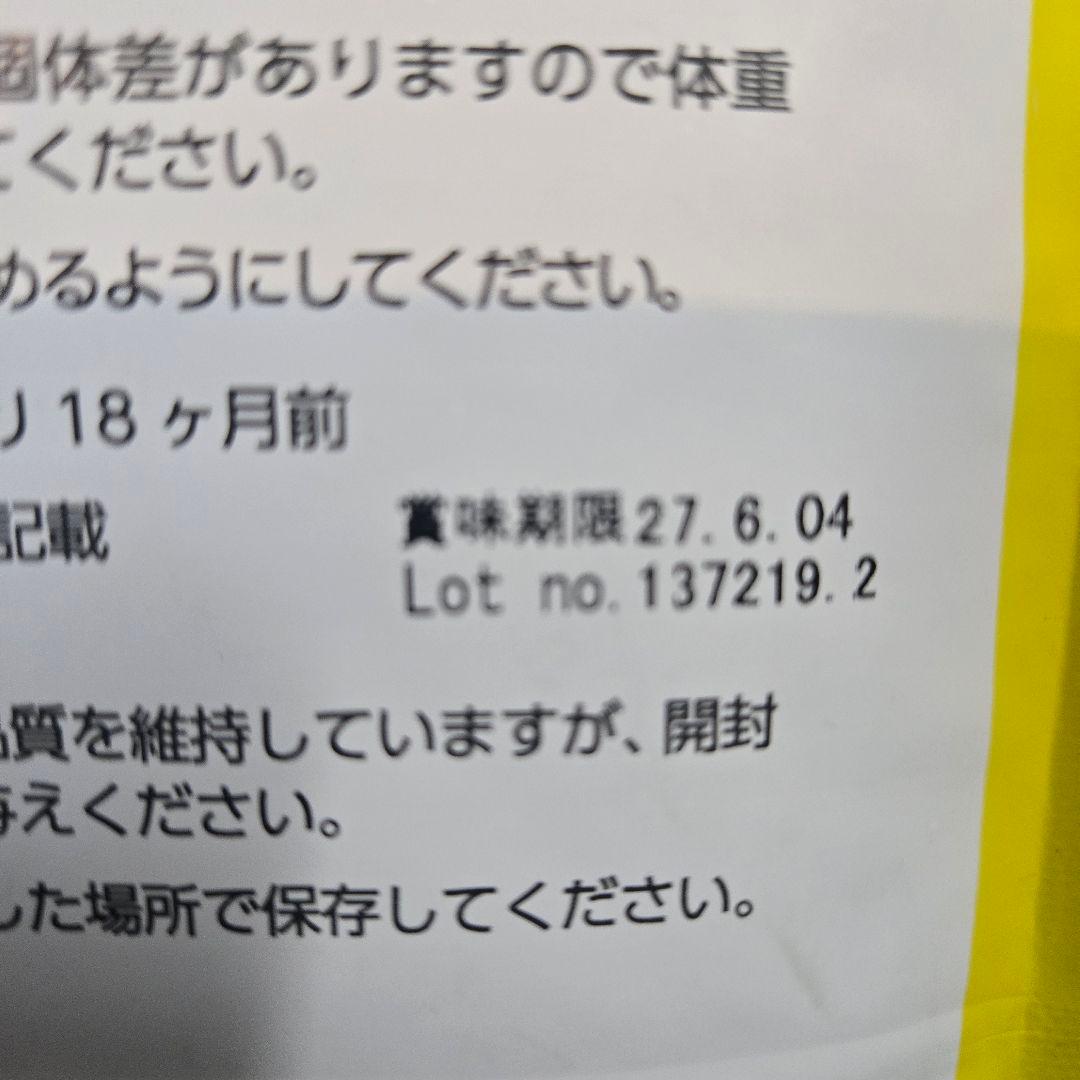 個体差がありますので体重
てください。
めるようにしてください。
り 18 ヶ月前
記載
賞味期限27. 6. 04
Lot no. 137219. 2
品質を維持していますが、開封
与えください。
した場所で保存してください。